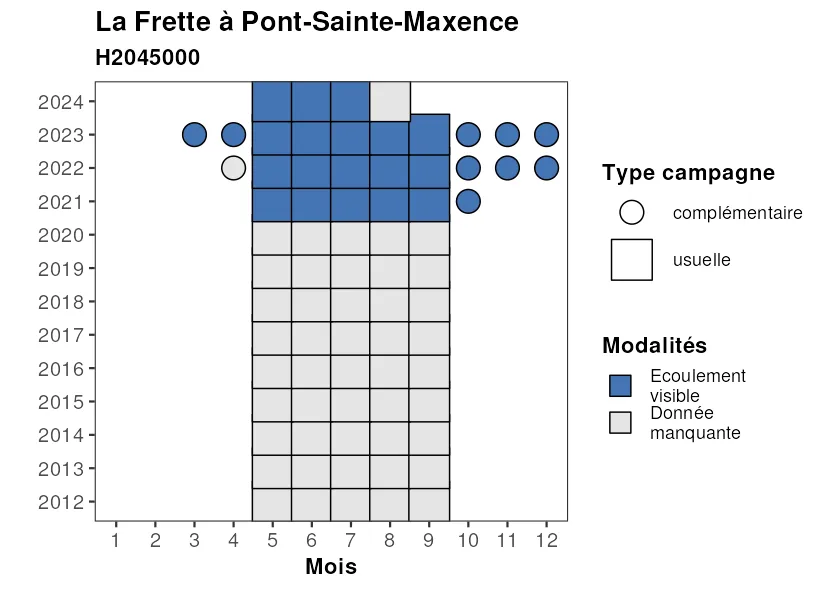 La Frette à Pont-Sainte-Maxence
H2045000
2024
2023
2022
2021
2020
2019
2018
2017
2016
2015
2014
2013
2012
1 2 3 4 5 6 7 8 9 10 11 12
Mois
Type campagne
complémentaire
usuelle
Modalités
Ecoulement
visible
Donnée
manquante